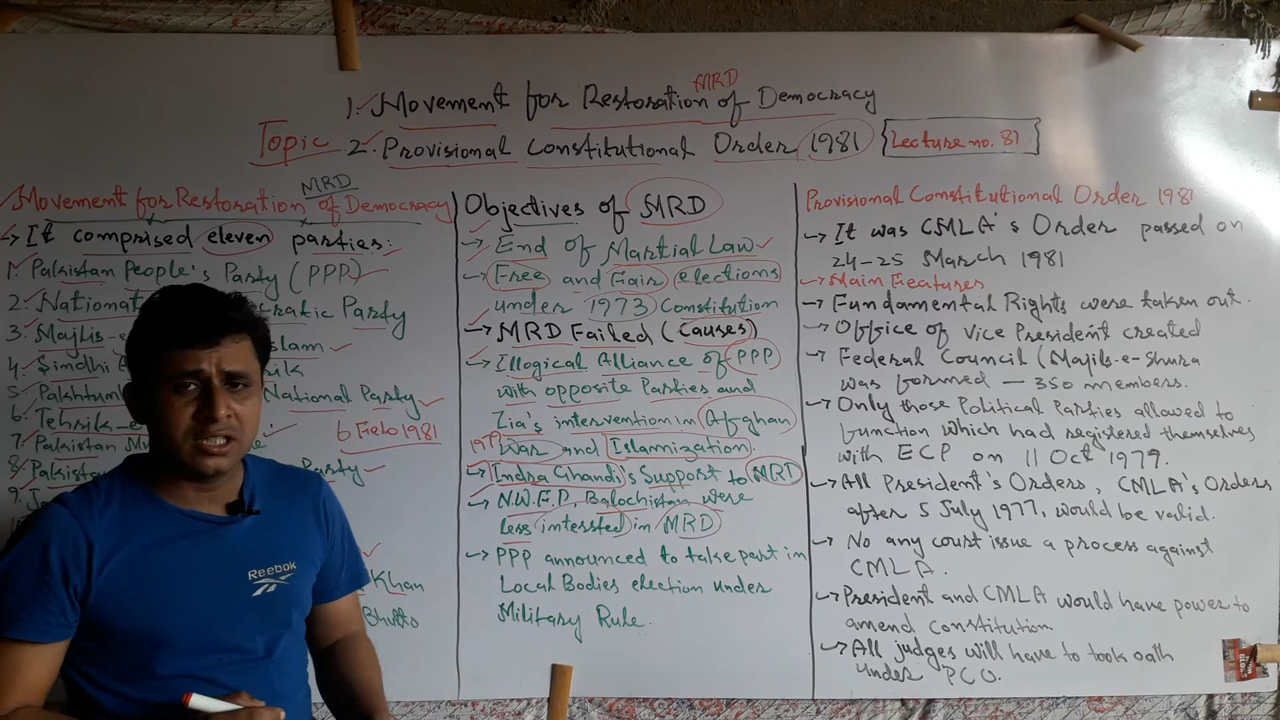 MRD
1. Movement for Restoration of Democracy
Topic 2. Provisional Constitutional Order 1981 Lecture no. 81
MRD
Movement for Restoration of Democracy
→ It comprised eleven parties:
1. Pakistan People's Party (PPP)
2. National cratic Party
3. Majlis-e slam
4. Sindhi rik
5. Pakhtun National Party
6. Tehrik-e
6 Feb 1981
7. Pakistan
8. Pakistan Party
9.
Khan
Bhutto
Objectives of MRD
→ End of Martial Law
→ Free and Fair elections
under 1973 Constitution
→ MRD Failed (Causes)
→ Illogical Alliance of PPP
with opposite Parties and
Zia's intervention in Afghan
1979 War and Islamization.
→ Indra Ghandi's Support to MRD
→ N.W.F.P, Balochistan were
less intersted in MRD
→ PPP announced to take part in
Local Bodies election under
Military Rule.
Provisional Constitutional Order 1981
→ It was CMLA's Order passed on
24-25 March 1981
→ Main Features
→ Fundamental Rights were taken out.
→ Office of Vice President created
→ Federal Council (Majils-e-Shura
was formed — 350 members.
→ Only those Political Parties allowed to
function which had registered themselves
with ECP on 11 Oct 1979.
→ All President's Orders, CMLA's Orders
after 5 July 1977, would be valid.
→ No any court issue a process against
CMLA.
→ President and CMLA would have power to
amend constitution
→ All judges will have to took oath
under PCO.
Reebok